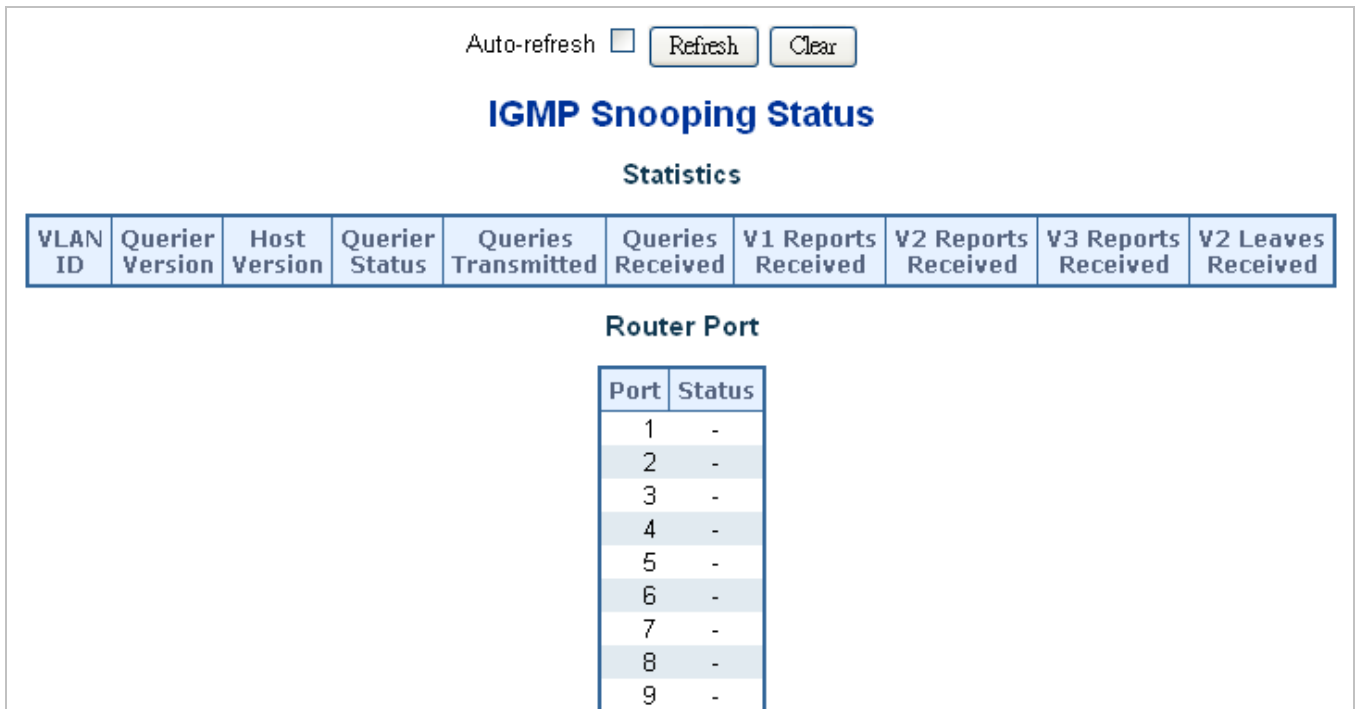 Auto-refresh Refresh Clear
IGMP Snooping Status
Statistics
VLAN ID Querier Version Host Version Querier Status Queries Transmitted Queries Received V1 Reports Received V2 Reports Received V3 Reports Received V2 Leaves Received
Router Port
Port Status
1 -
2 -
3 -
4 -
5 -
6 -
7 -
8 -
9 -